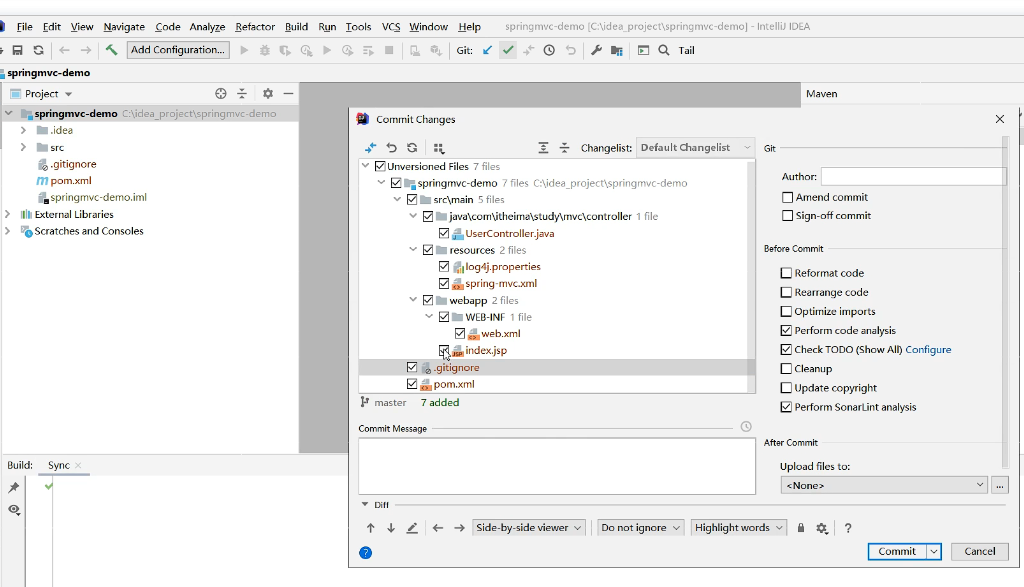 File Edit View Navigate Code Analyze Refactor Build Run Tools VCS Window Help springmvc-demo [C:\idea_project\springmvc-demo] - IntelliJ IDEA
Add Configuration... Git: Tail
springmvc-demo
Project
springmvc-demo C:\idea_project\springmvc-demo
.idea
src
.gitignore
pom.xml
springmvc-demo.iml
External Libraries
Scratches and Consoles
Maven
Commit Changes
Changelist: Default Changelist
Unversioned Files 7 files
springmvc-demo 7 files C:\idea_project\springmvc-demo
src\main 5 files
java\com\itheima\study\mvc\controller 1 file
UserController.java
resources 2 files
log4j.properties
spring-mvc.xml
webapp 2 files
WEB-INF 1 file
web.xml
index.jsp
.gitignore
pom.xml
master 7 added
Commit Message
Git
Author:
Amend commit
Sign-off commit
Before Commit
Reformat code
Rearrange code
Optimize imports
Perform code analysis
Check TODO (Show All) Configure
Cleanup
Update copyright
Perform SonarLint analysis
After Commit
Upload files to:
<None> ...
Diff
Side-by-side viewer Do not ignore Highlight words ?
? Commit Cancel
Build: Sync